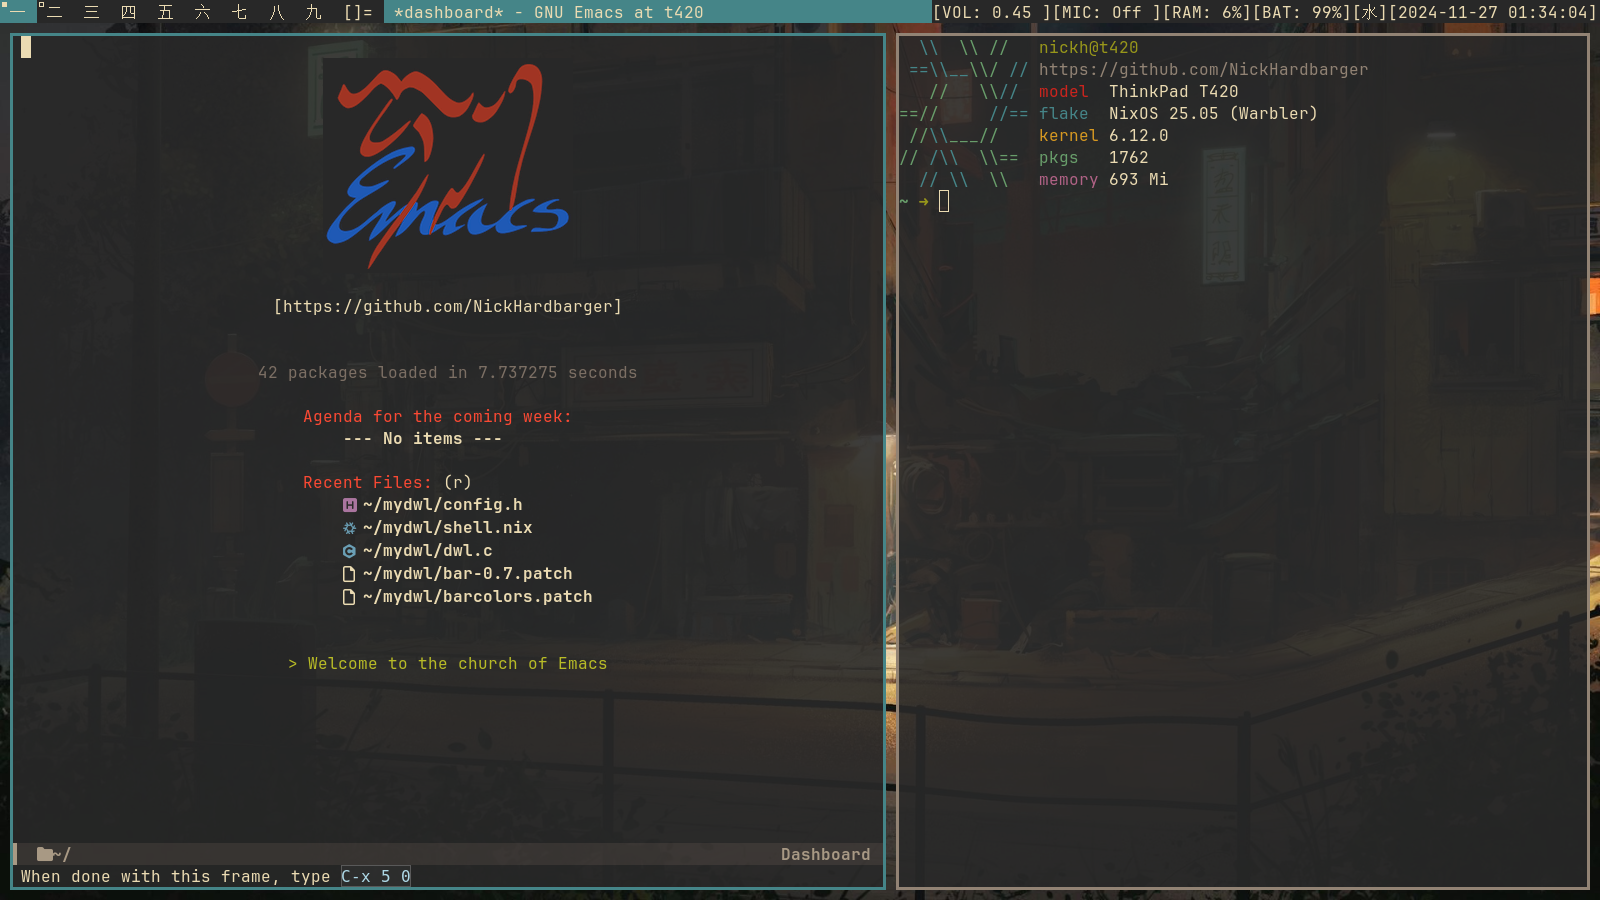 一 二 三 四 五 六 七 八 九 []= *dashboard* - GNU Emacs at t420 [VOL: 0.45 ][MIC: Off ][RAM: 6%][BAT: 99%][水][2024-11-27 01:34:04]
Emacs
[https://github.com/NickHardbarger]
42 packages loaded in 7.737275 seconds
Agenda for the coming week:
--- No items ---
Recent Files: (r)
~/mydwl/config.h
~/mydwl/shell.nix
~/mydwl/dwl.c
~/mydwl/bar-0.7.patch
~/mydwl/barcolors.patch
> Welcome to the church of Emacs
~/ Dashboard
When done with this frame, type C-x 5 0
nickh@t420
https://github.com/NickHardbarger
model ThinkPad T420
flake NixOS 25.05 (Warbler)
kernel 6.12.0
pkgs 1762
memory 693 Mi
~ →